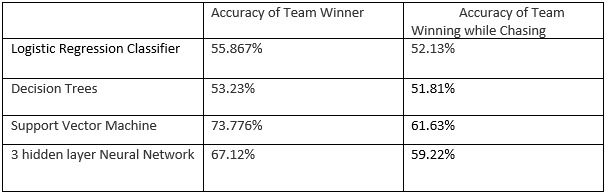 Accuracy of Team Winner
Accuracy of Team
Winning while Chasing
Logistic Regression Classifier 55.867% 52.13%
Decision Trees 53.23% 51.81%
Support Vector Machine 73.776% 61.63%
3 hidden layer Neural Network 67.12% 59.22%